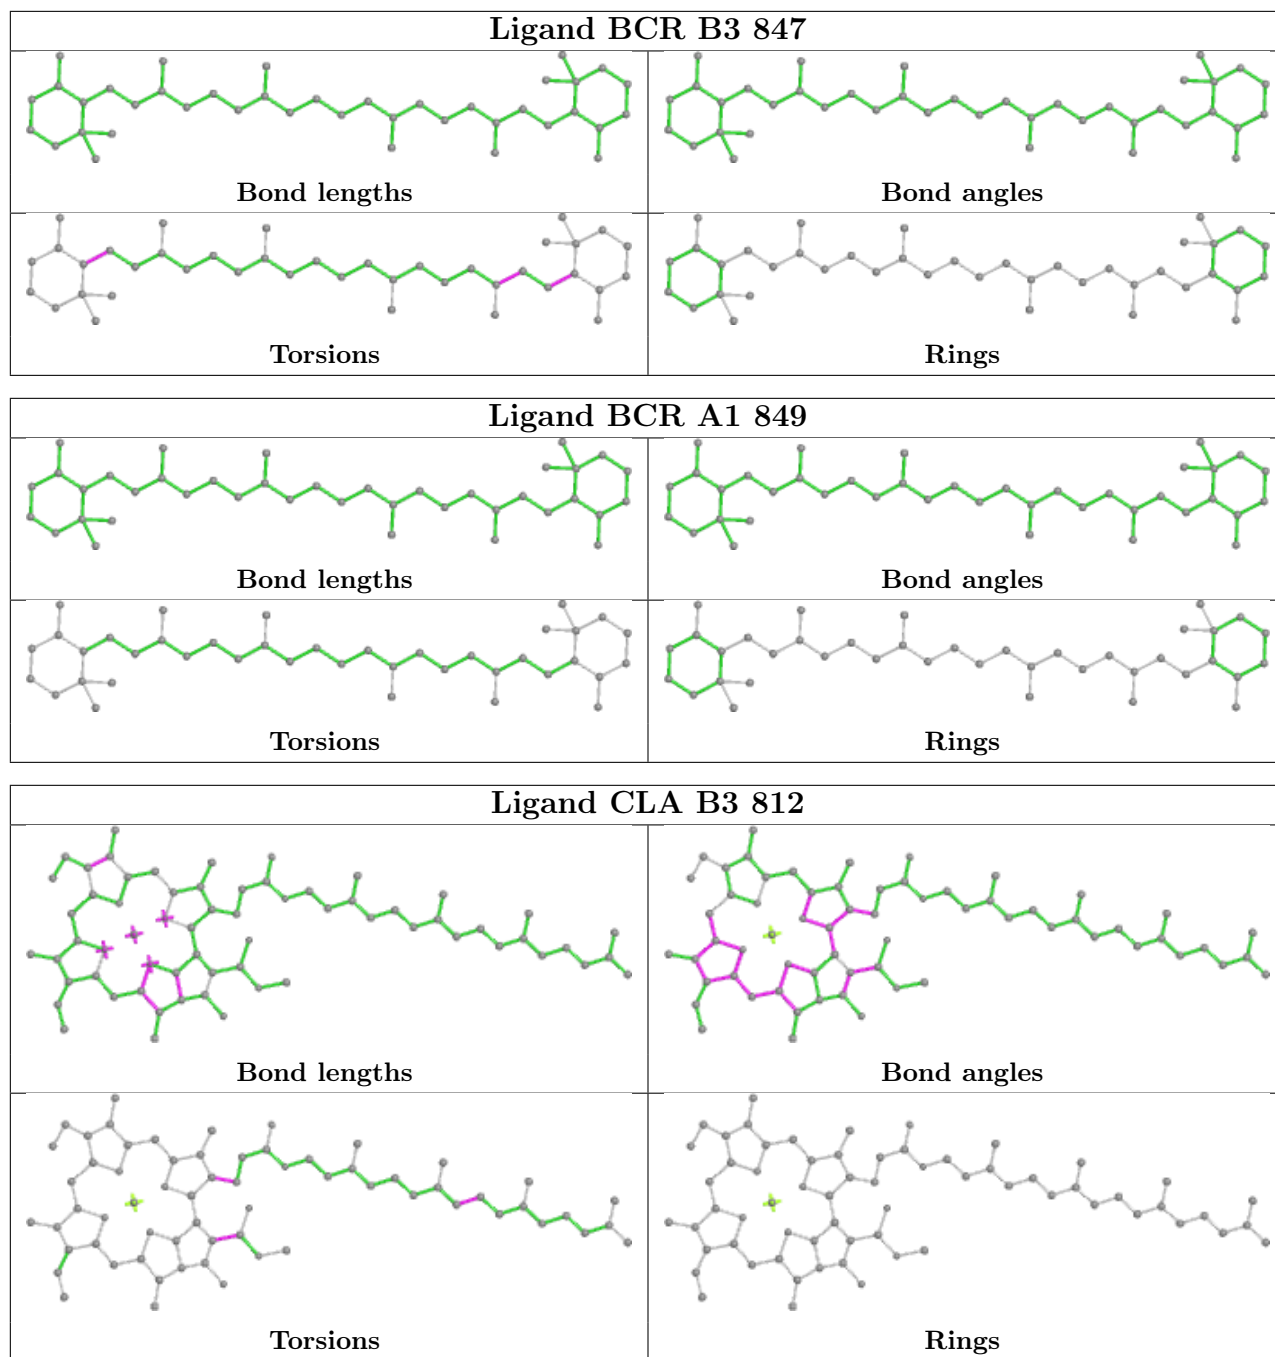 Ligand BCR B3 847
Bond lengths
Bond angles
Torsions
Rings
Ligand BCR A1 849
Bond lengths
Bond angles
Torsions
Rings
Ligand CLA B3 812
Bond lengths
Bond angles
Torsions
Rings